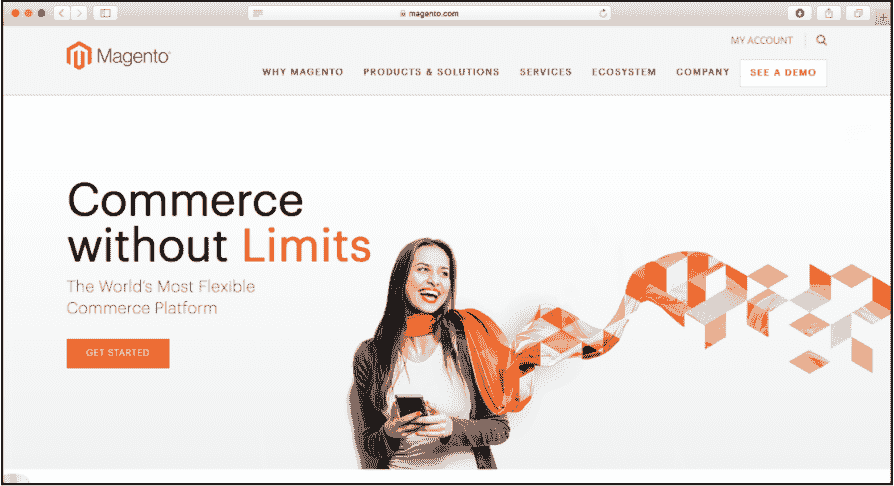 magento.com
MY ACCOUNT
Magento
WHY MAGENTO PRODUCTS & SOLUTIONS SERVICES ECOSYSTEM COMPANY SEE A DEMO
Commerce
without Limits
The World's Most Flexible
Commerce Platform
GET STARTED